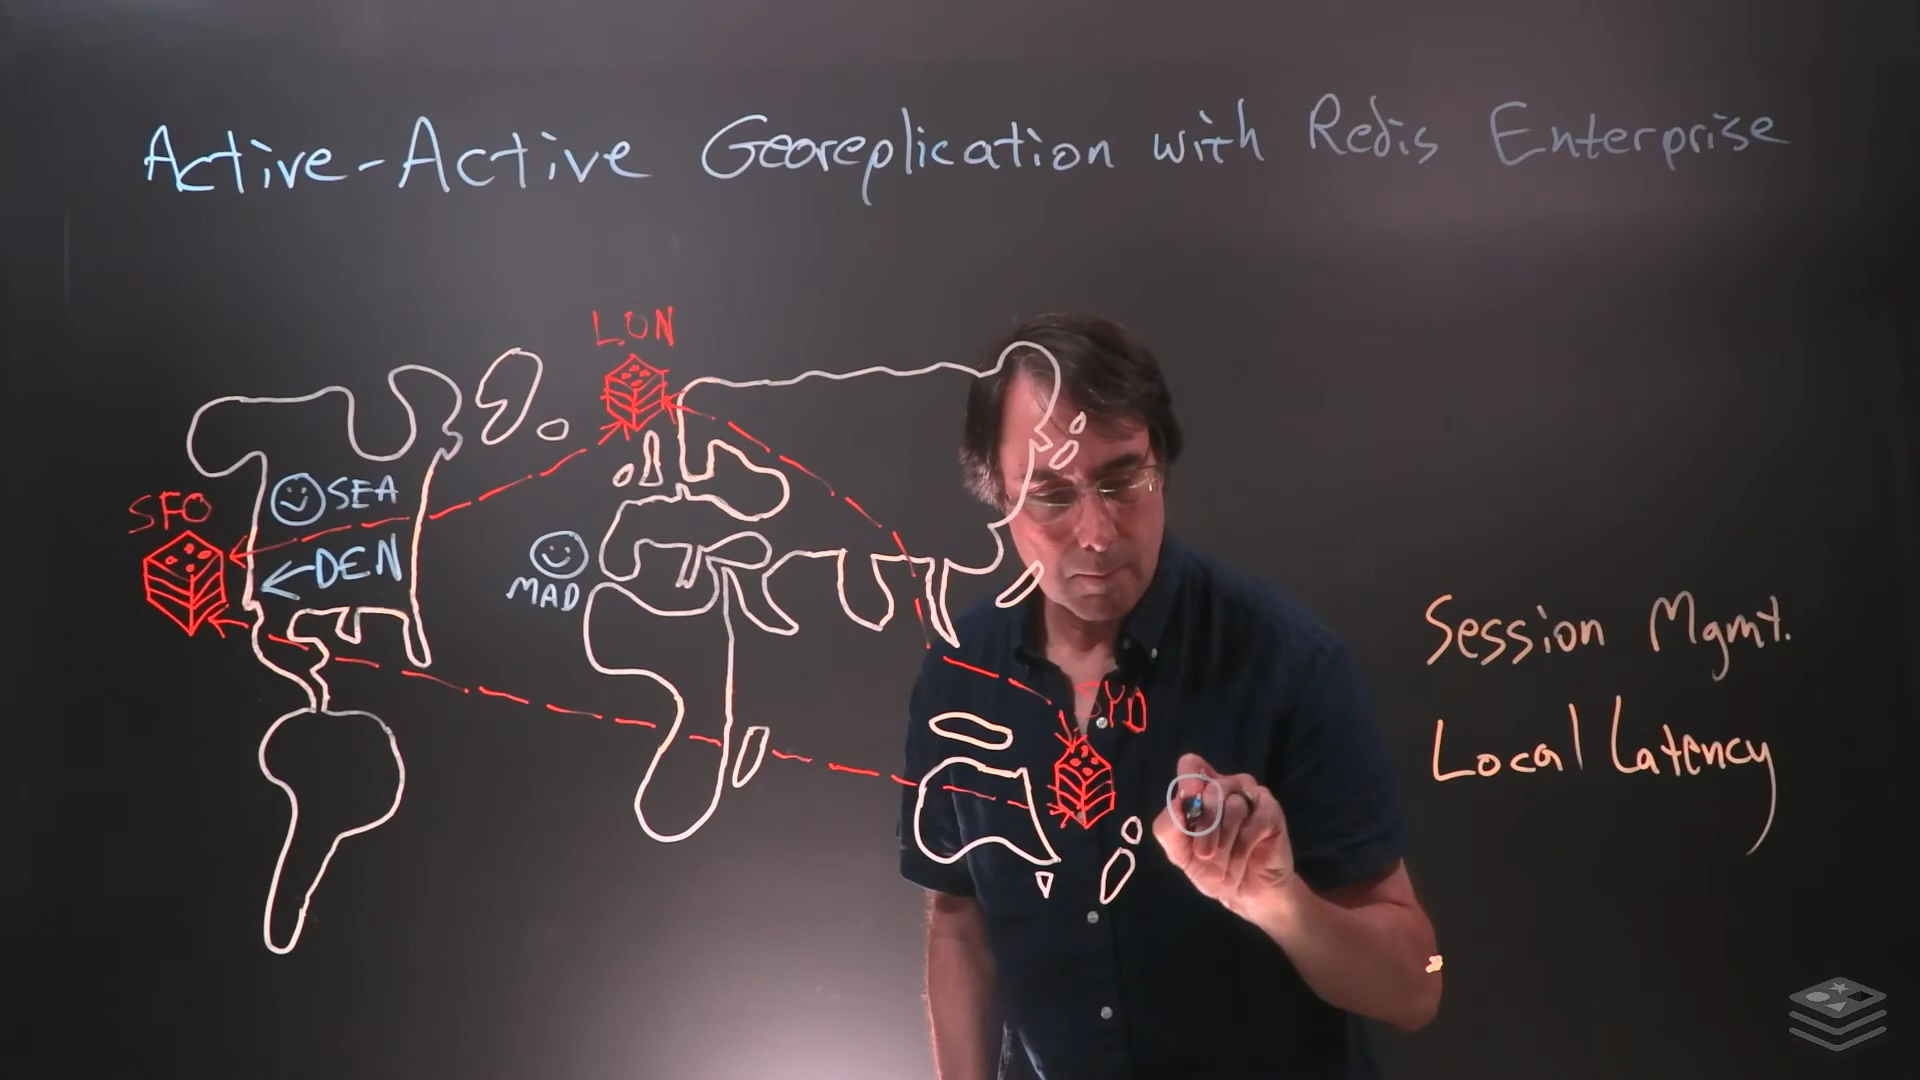 Active-Active Georeplication with Redis Enterprise
LON
SEA
SFO
DEN
MAD
Session Mgmt.
SYD
Local Latency